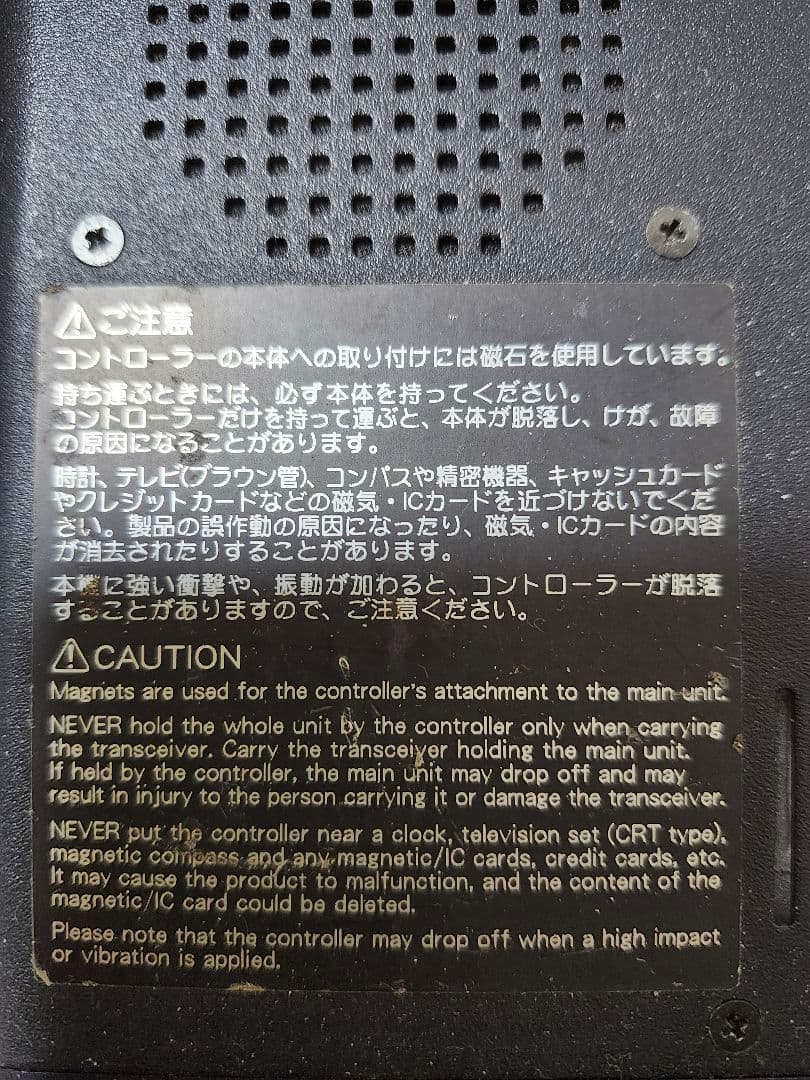 ⚠ご注意
コントローラーの本体への取り付けには磁石を使用しています。
持ち運ぶときには、必ず本体を持ってください。
コントローラーだけを持って運ぶと、本体が脱落し、けが、故障
の原因になることがあります。
時計、テレビ(ブラウン管)、コンパスや精密機器、キャッシュカード
やクレジットカードなどの磁気・ICカードを近づけないでくだ
さい。製品の誤作動の原因になったり、磁気・ICカードの内容
が消去されたりすることがあります。
本機に強い衝撃や、振動が加わると、コントローラーが脱落
することがありますので、ご注意ください。
⚠CAUTION
Magnets are used for the controller's attachment to the main unit.
NEVER hold the whole unit by the controller only when carrying
the transceiver. Carry the transceiver holding the main unit.
If held by the controller, the main unit may drop off and may
result in injury to the person carrying it or damage the transceiver.
NEVER put the controller near a clock, television set (CRT type),
magnetic compass and any magnetic/IC cards, credit cards, etc.
It may cause the product to malfunction, and the content of the
magnetic/IC card could be deleted.
Please note that the controller may drop off when a high impact
or vibration is applied.